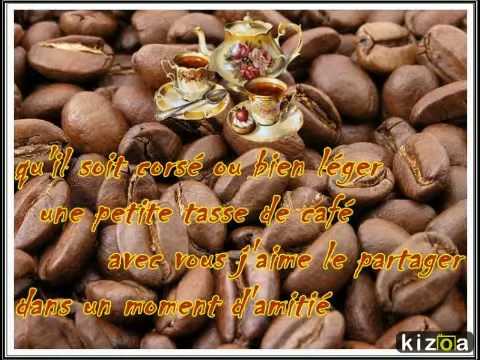 qu'il soit corsé ou bien léger
une petite tasse de café
avec vous j'aime le partager
dans un moment d'amitié
kizoa